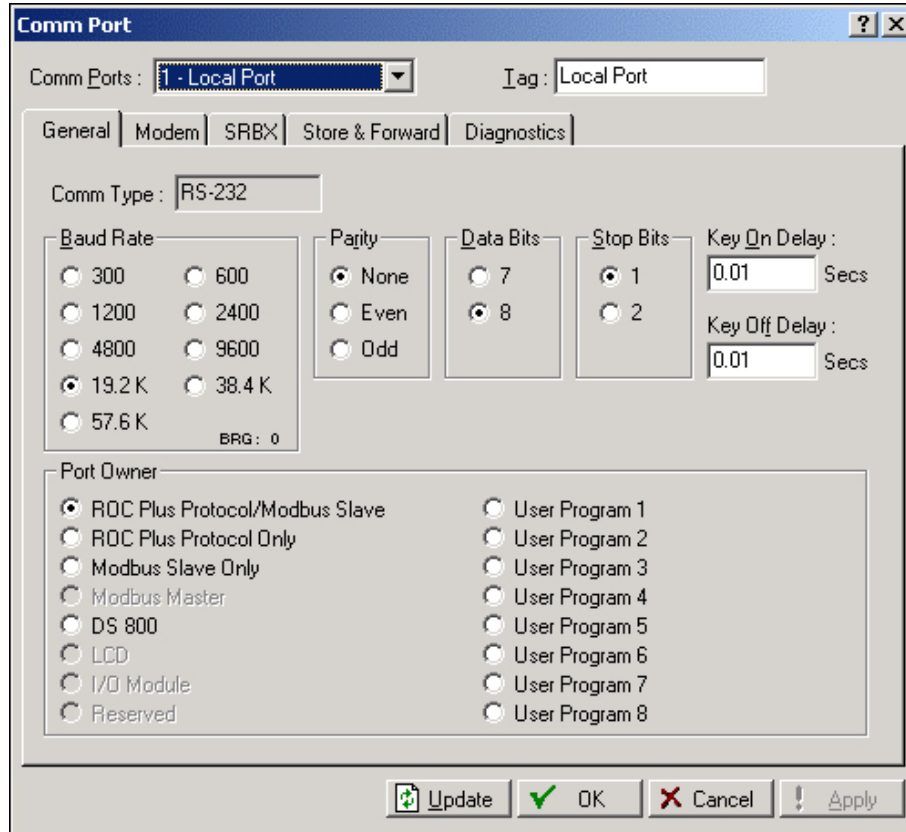 Comm Port
Comm Ports : 1 - Local Port Tag : Local Port
General Modem SRBX Store & Forward Diagnostics
Comm Type : RS-232
Baud Rate Parity Data Bits Stop Bits Key On Delay :
300 600 None 7 1 0.01 Secs
1200 2400 Even 8 2
Key Off Delay :
4800 9600 Odd 0.01 Secs
19.2 K 38.4 K
57.6 K
BRG: 0
Port Owner
ROC Plus Protocol/Modbus Slave User Program 1
ROC Plus Protocol Only User Program 2
Modbus Slave Only User Program 3
Modbus Master User Program 4
DS 800 User Program 5
LCD User Program 6
I/O Module User Program 7
Reserved User Program 8
Update OK Cancel Apply